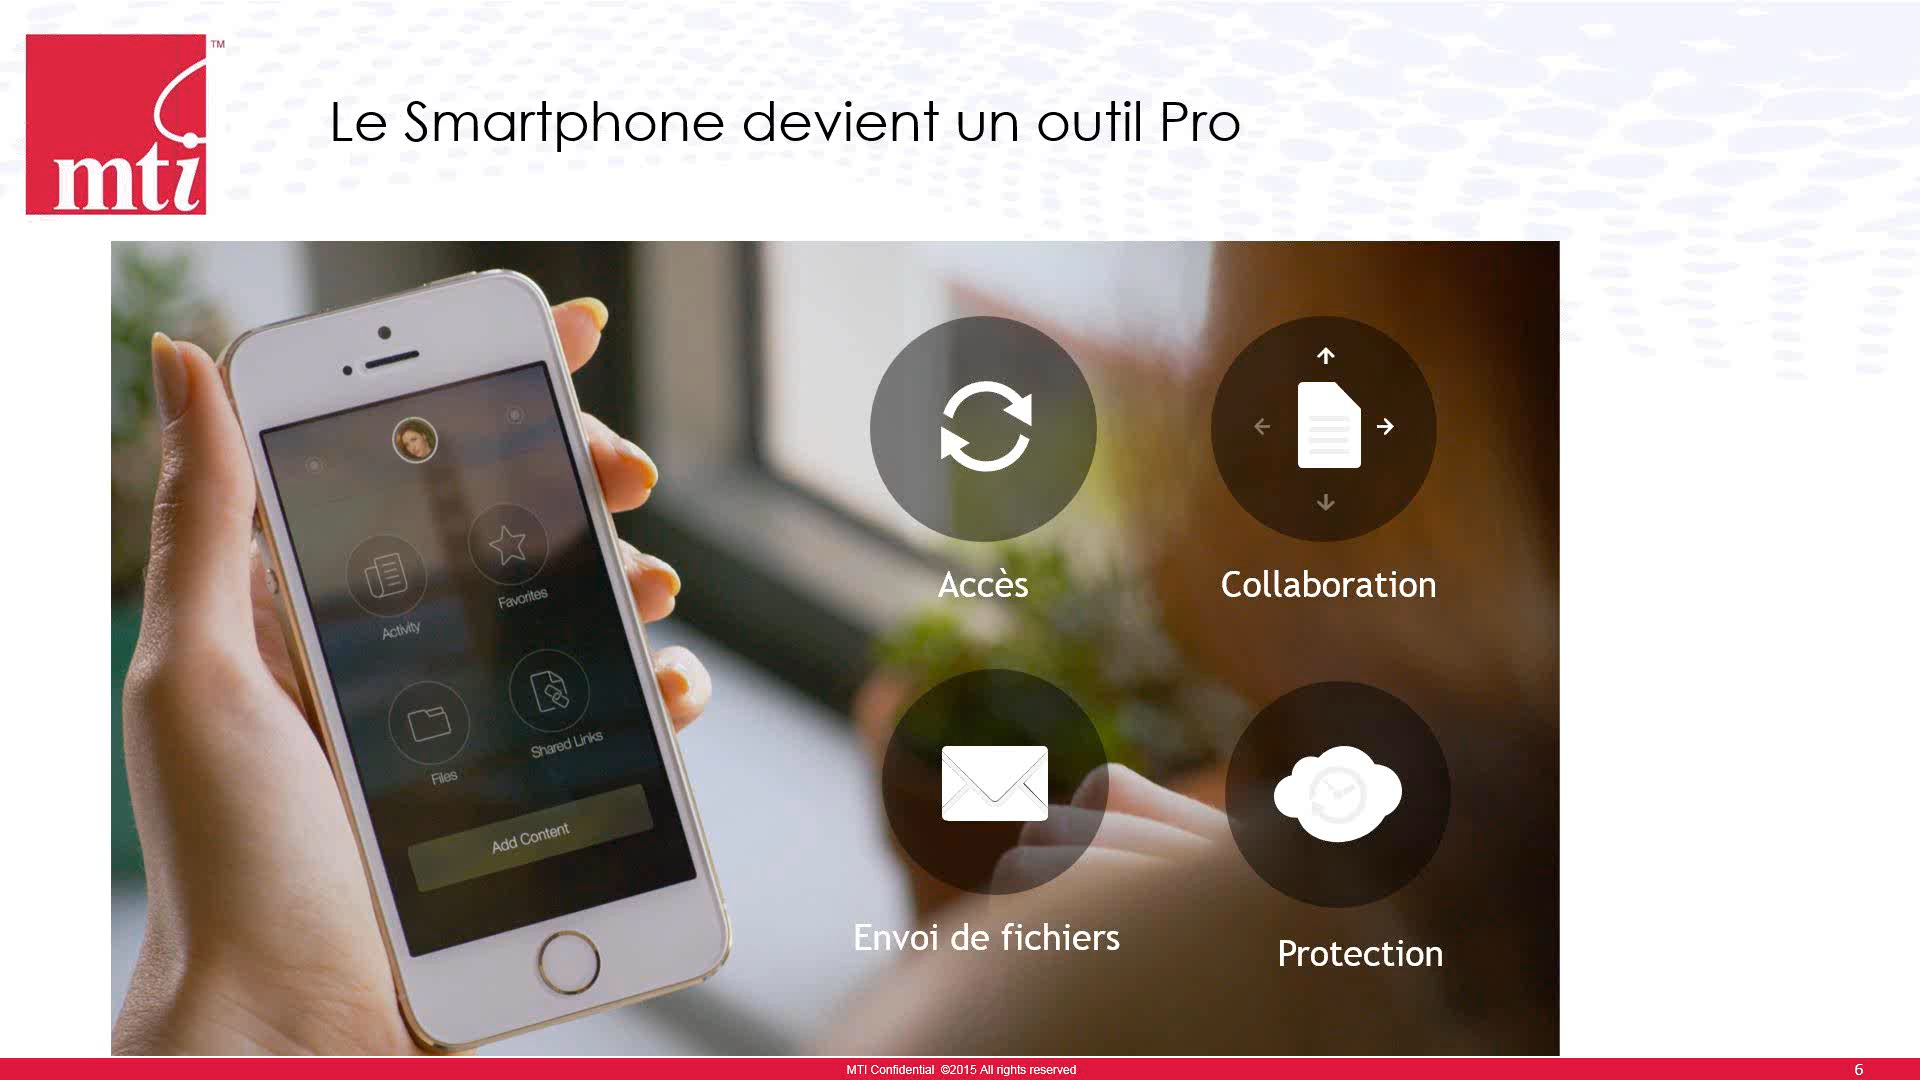 mti
TM
Le Smartphone devient un outil Pro
Activity
Favorites
Files
Shared Links
Add Content
Accès
Collaboration
Envoi de fichiers
Protection
MTI Confidential ©2015 All rights reserved
6